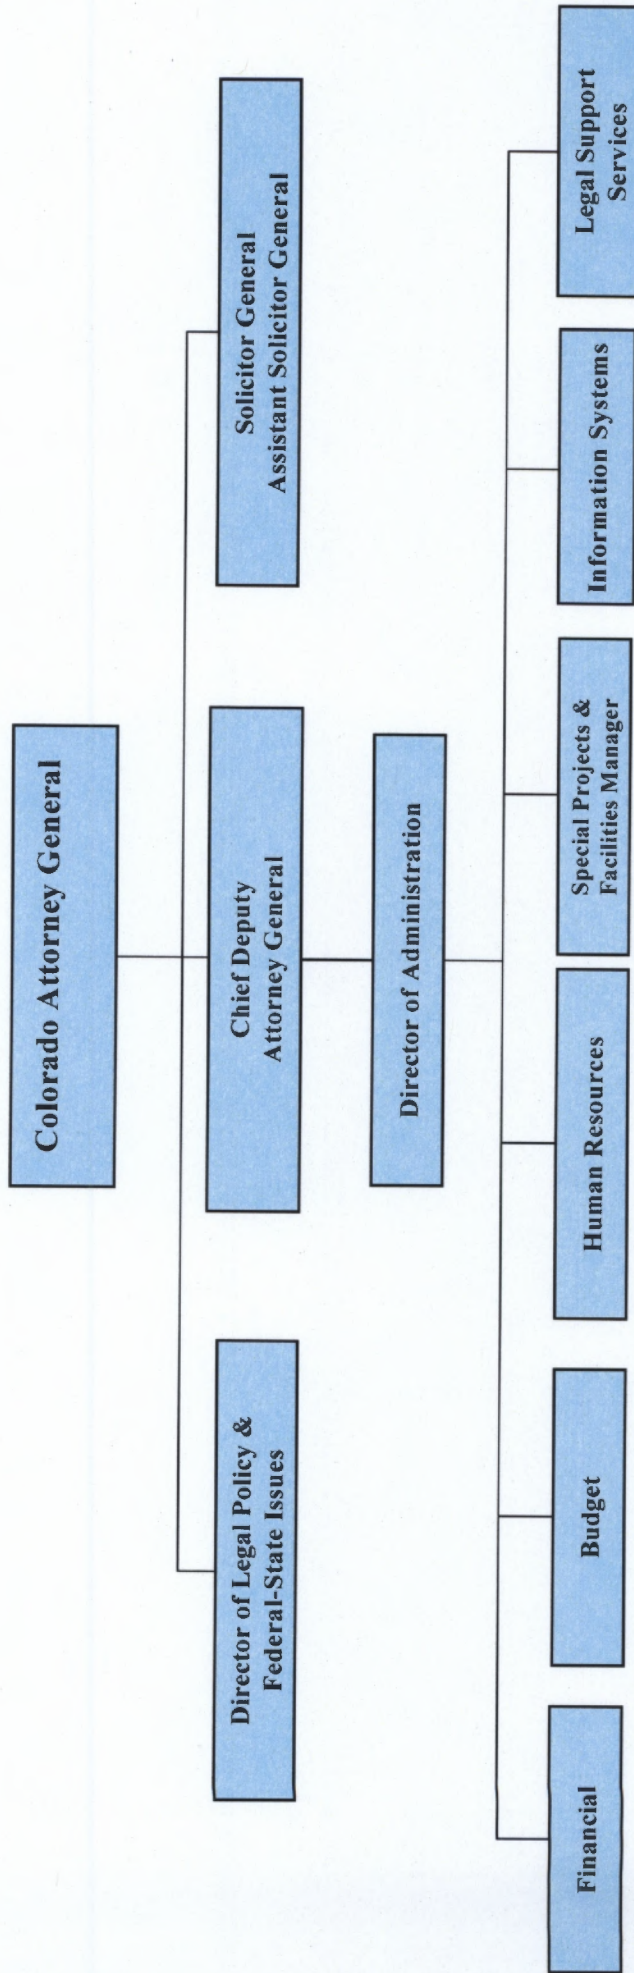 Colorado Attorney General
Director of Legal Policy &
Federal-State Issues
Chief Deputy
Attorney General
Solicitor General
Assistant Solicitor General
Director of Administration
Financial
Budget
Human Resources
Special Projects &
Facilities Manager
Information Systems
Legal Support
Services